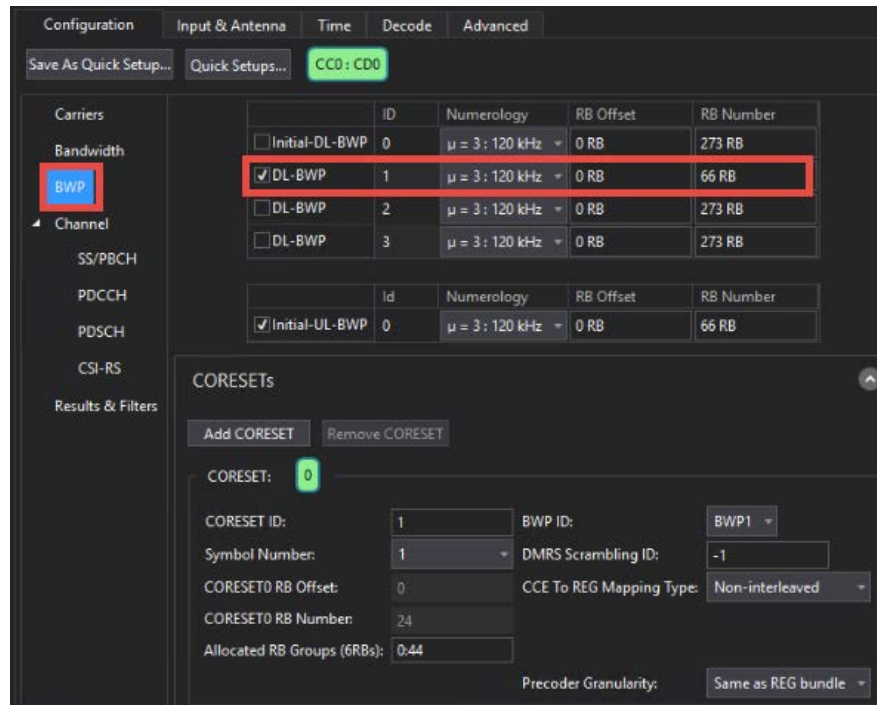 Configuration Input & Antenna Time Decode Advanced
Save As Quick Setup... Quick Setups... CC0 : CD0
Carriers
Bandwidth
BWP
Channel
SS/PBCH
PDCCH
PDSCH
CSI-RS
Results & Filters
ID Numerology RB Offset RB Number
Initial-DL-BWP 0 μ = 3 : 120 kHz 0 RB 273 RB
DL-BWP 1 μ = 3 : 120 kHz 0 RB 66 RB
DL-BWP 2 μ = 3 : 120 kHz 0 RB 273 RB
DL-BWP 3 μ = 3 : 120 kHz 0 RB 273 RB
Id Numerology RB Offset RB Number
Initial-UL-BWP 0 μ = 3 : 120 kHz 0 RB 66 RB
CORESETs
Add CORESET Remove CORESET
CORESET: 0
CORESET ID: 1 BWP ID: BWP1
Symbol Number: 1 DMRS Scrambling ID: -1
CORESET0 RB Offset: 0 CCE To REG Mapping Type: Non-interleaved
CORESET0 RB Number: 24
Allocated RB Groups (6RBs): 0:44
Precoder Granularity: Same as REG bundle